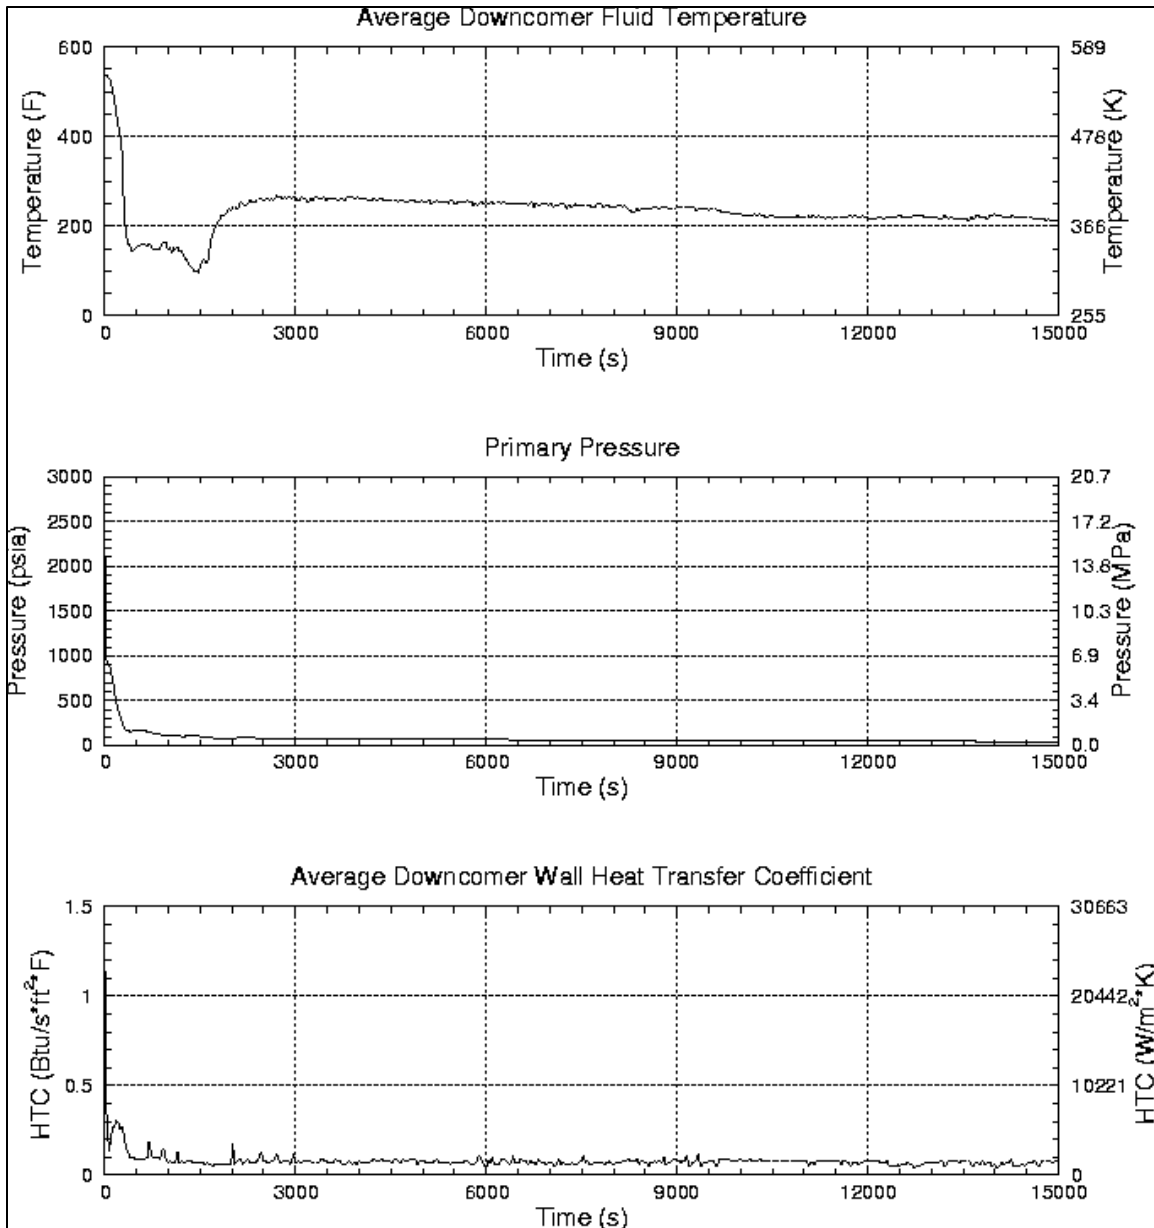 Average Downcomer Fluid Temperature
600
400
200
0
589
478
366
255
Temperature (F)
Temperature (K)
0 3000 6000 9000 12000 15000
Time (s)
Primary Pressure
3000
2500
2000
1500
1000
500
0
20.7
17.2
13.8
10.3
6.9
3.4
0.0
Pressure (psia)
Pressure (MPa)
0 3000 6000 9000 12000 15000
Time (s)
Average Downcomer Wall Heat Transfer Coefficient
1.5
1
0.5
0
30663
20442
10221
0
HTC (Btu/s*ft²*F)
HTC (W/m²*K)
0 3000 6000 9000 12000 15000
Time (s)